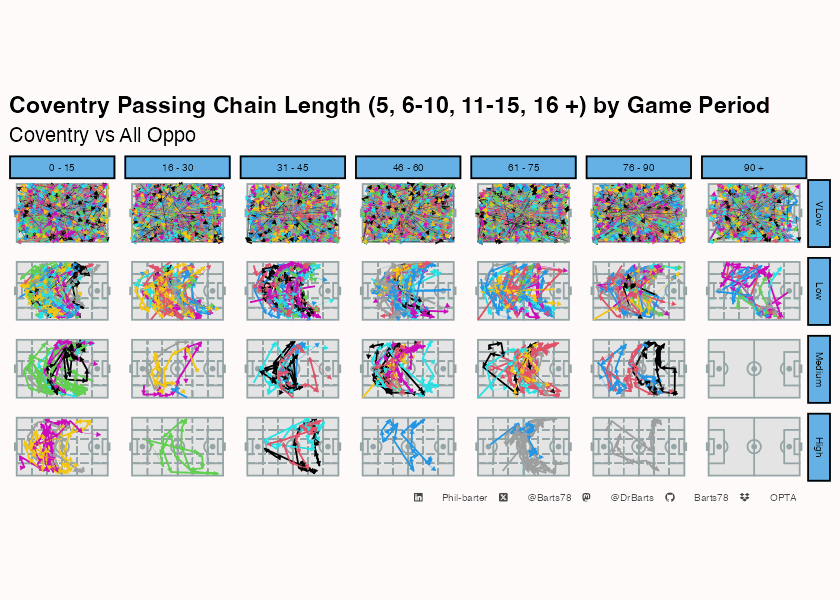 Coventry Passing Chain Length (5, 6-10, 11-15, 16 +) by Game Period
Coventry vs All Oppo
0 - 15 16 - 30 31 - 45 46 - 60 61 - 75 76 - 90 90 +
VLow
Low
Medium
High
Phil-barter @Barts78 @DrBarts Barts78 OPTA